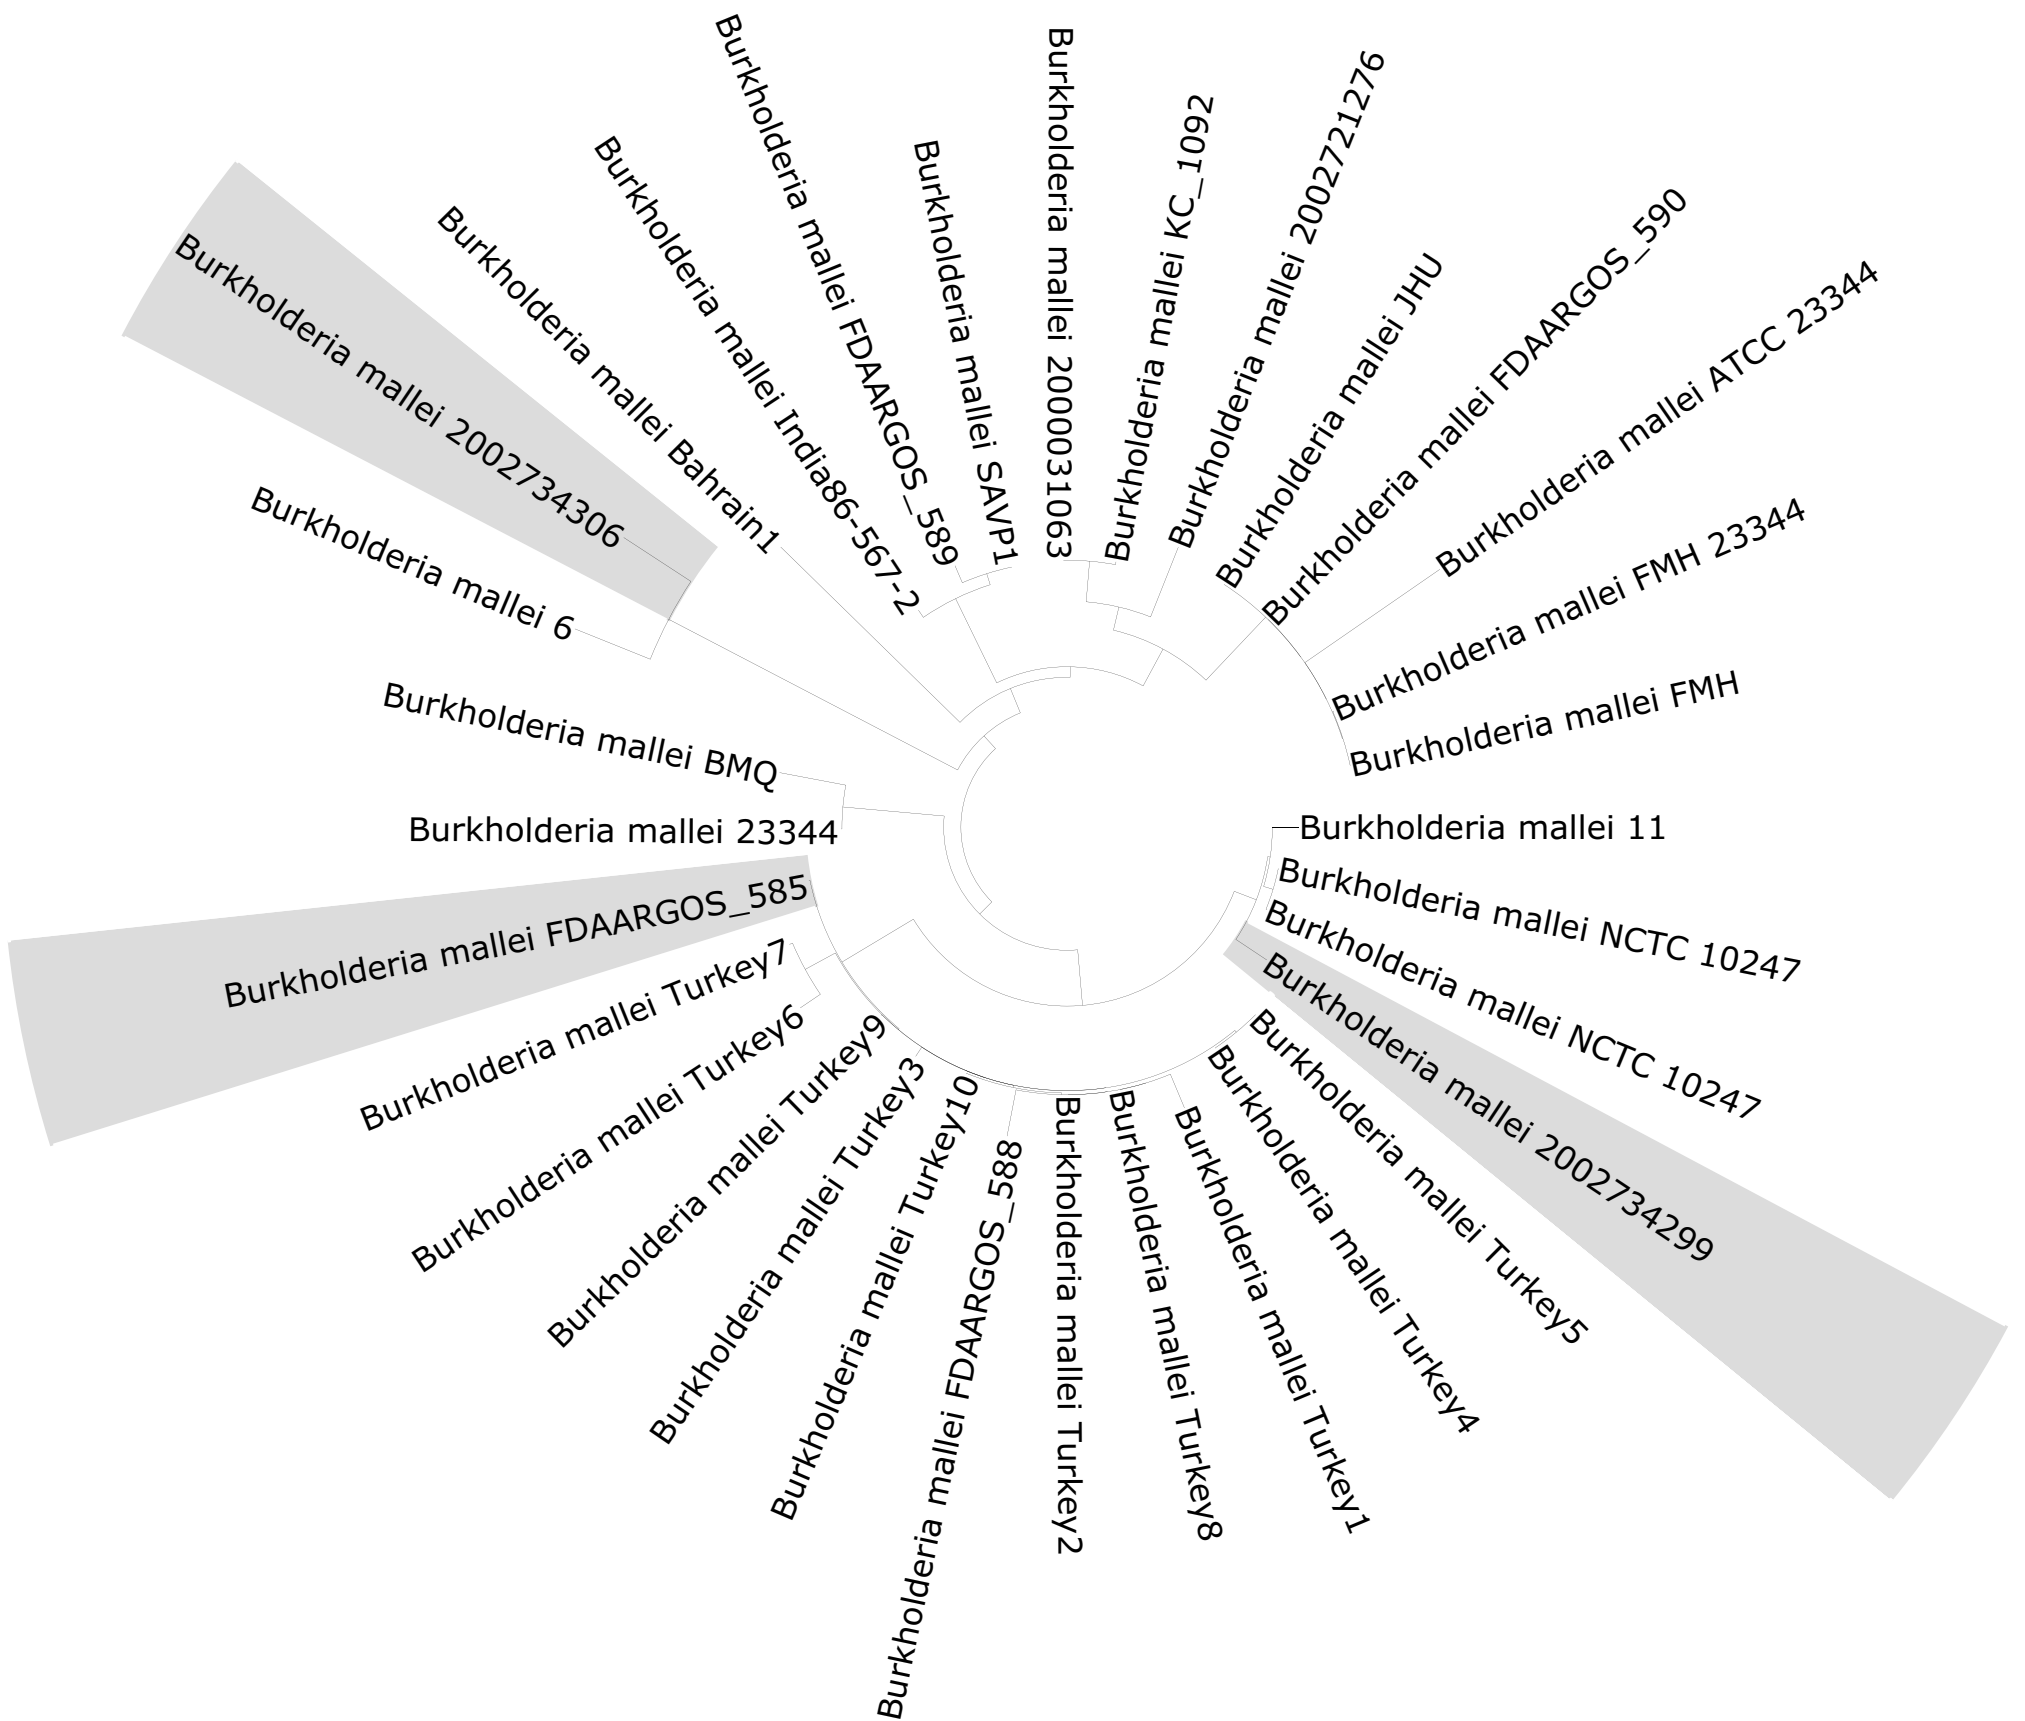 Burkholderia mallei FDAARGOS_589
Burkholderia mallei SAVP1
Burkholderia mallei 2000031063
Burkholderia mallei KC_1092
Burkholderia mallei 2002721276
Burkholderia mallei JHU
Burkholderia mallei FDAARGOS_590
Burkholderia mallei ATCC 23344
Burkholderia mallei FMH 23344
Burkholderia mallei FMH
Burkholderia mallei 11
Burkholderia mallei NCTC 10247
Burkholderia mallei NCTC 10247
Burkholderia mallei 2002734299
Burkholderia mallei Turkey5
Burkholderia mallei Turkey4
Burkholderia mallei Turkey1
Burkholderia mallei Turkey8
Burkholderia mallei Turkey2
Burkholderia mallei FDAARGOS_588
Burkholderia mallei Turkey10
Burkholderia mallei Turkey3
Burkholderia mallei Turkey9
Burkholderia mallei Turkey6
Burkholderia mallei Turkey7
Burkholderia mallei FDAARGOS_585
Burkholderia mallei 23344
Burkholderia mallei BMQ
Burkholderia mallei 6
Burkholderia mallei 2002734306
Burkholderia mallei Bahrain1
Burkholderia mallei India86-567-2